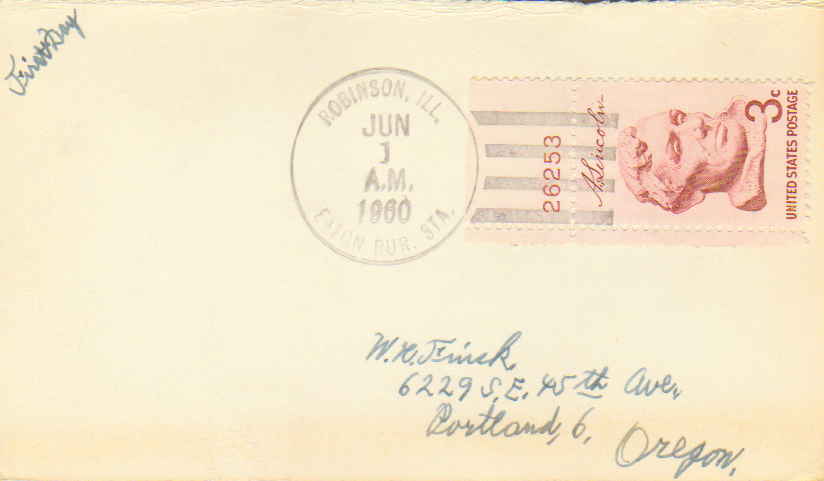 First Day
ROBINSON, ILL.
JUN
1
A.M.
1960
EATON RUR. STA.
26253
A. Lincoln
3c
UNITED STATES POSTAGE
W.H. Finck
6229 S.E. 45th Ave.,
Portland, 6,
Oregon.